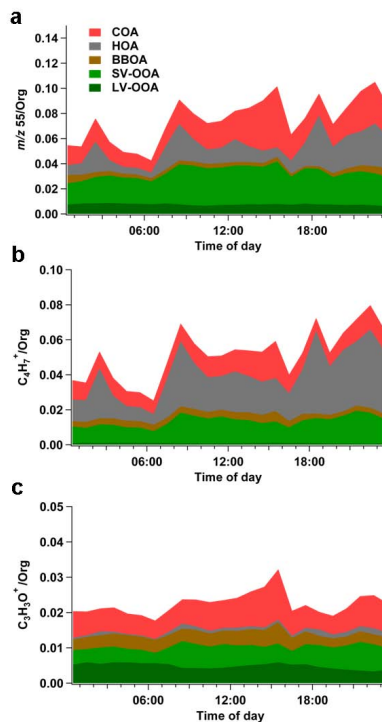 a
COA
HOA
BBOA
SV-OOA
LV-OOA
m/z 55/Org
0.14
0.12
0.10
0.08
0.06
0.04
0.02
0.00
06:00 12:00 18:00
Time of day
b
C₄H₇⁺/Org
0.10
0.08
0.06
0.04
0.02
0.00
06:00 12:00 18:00
Time of day
c
C₃H₃O⁺/Org
0.05
0.04
0.03
0.02
0.01
0.00
06:00 12:00 18:00
Time of day